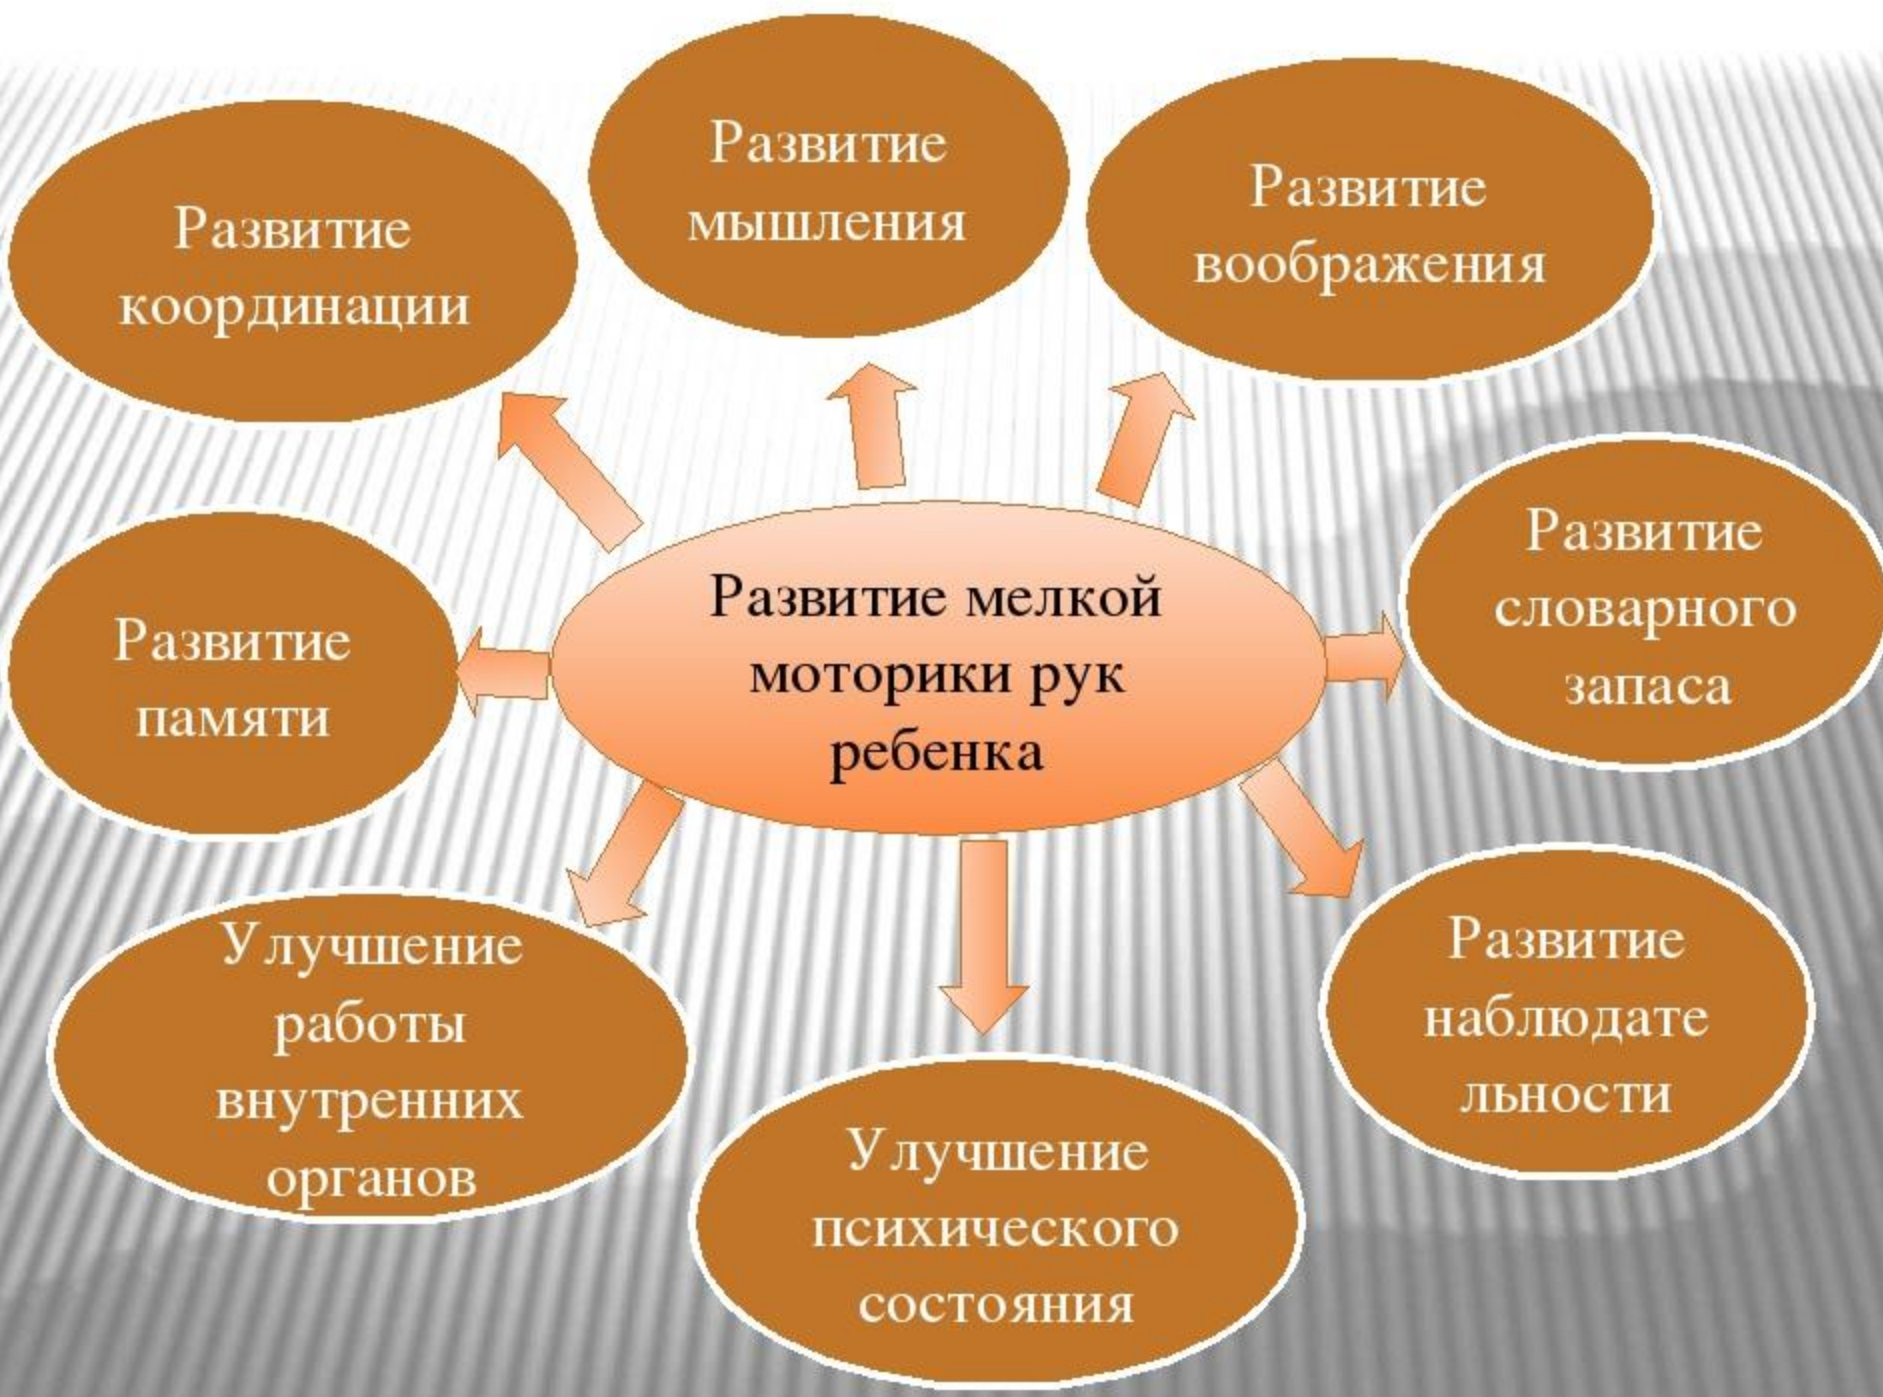 Развитие
мышления
Развитие
воображения
Развитие
координации
Развитие
словарного
запаса
Развитие мелкой
моторики рук
ребенка
Развитие
памяти
Развитие
наблюдате
льности
Улучшение
работы
внутренних
органов
Улучшение
психического
состояния